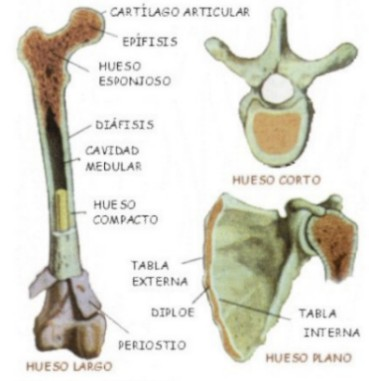 CARTÍLAGO ARTICULAR
EPÍFISIS
HUESO
ESPONJOSO
DIÁFISIS
CAVIDAD
MEDULAR
HUESO
COMPACTO
PERIOSTIO
HUESO LARGO
HUESO CORTO
TABLA
EXTERNA
DIPLOE
TABLA
INTERNA
HUESO PLANO